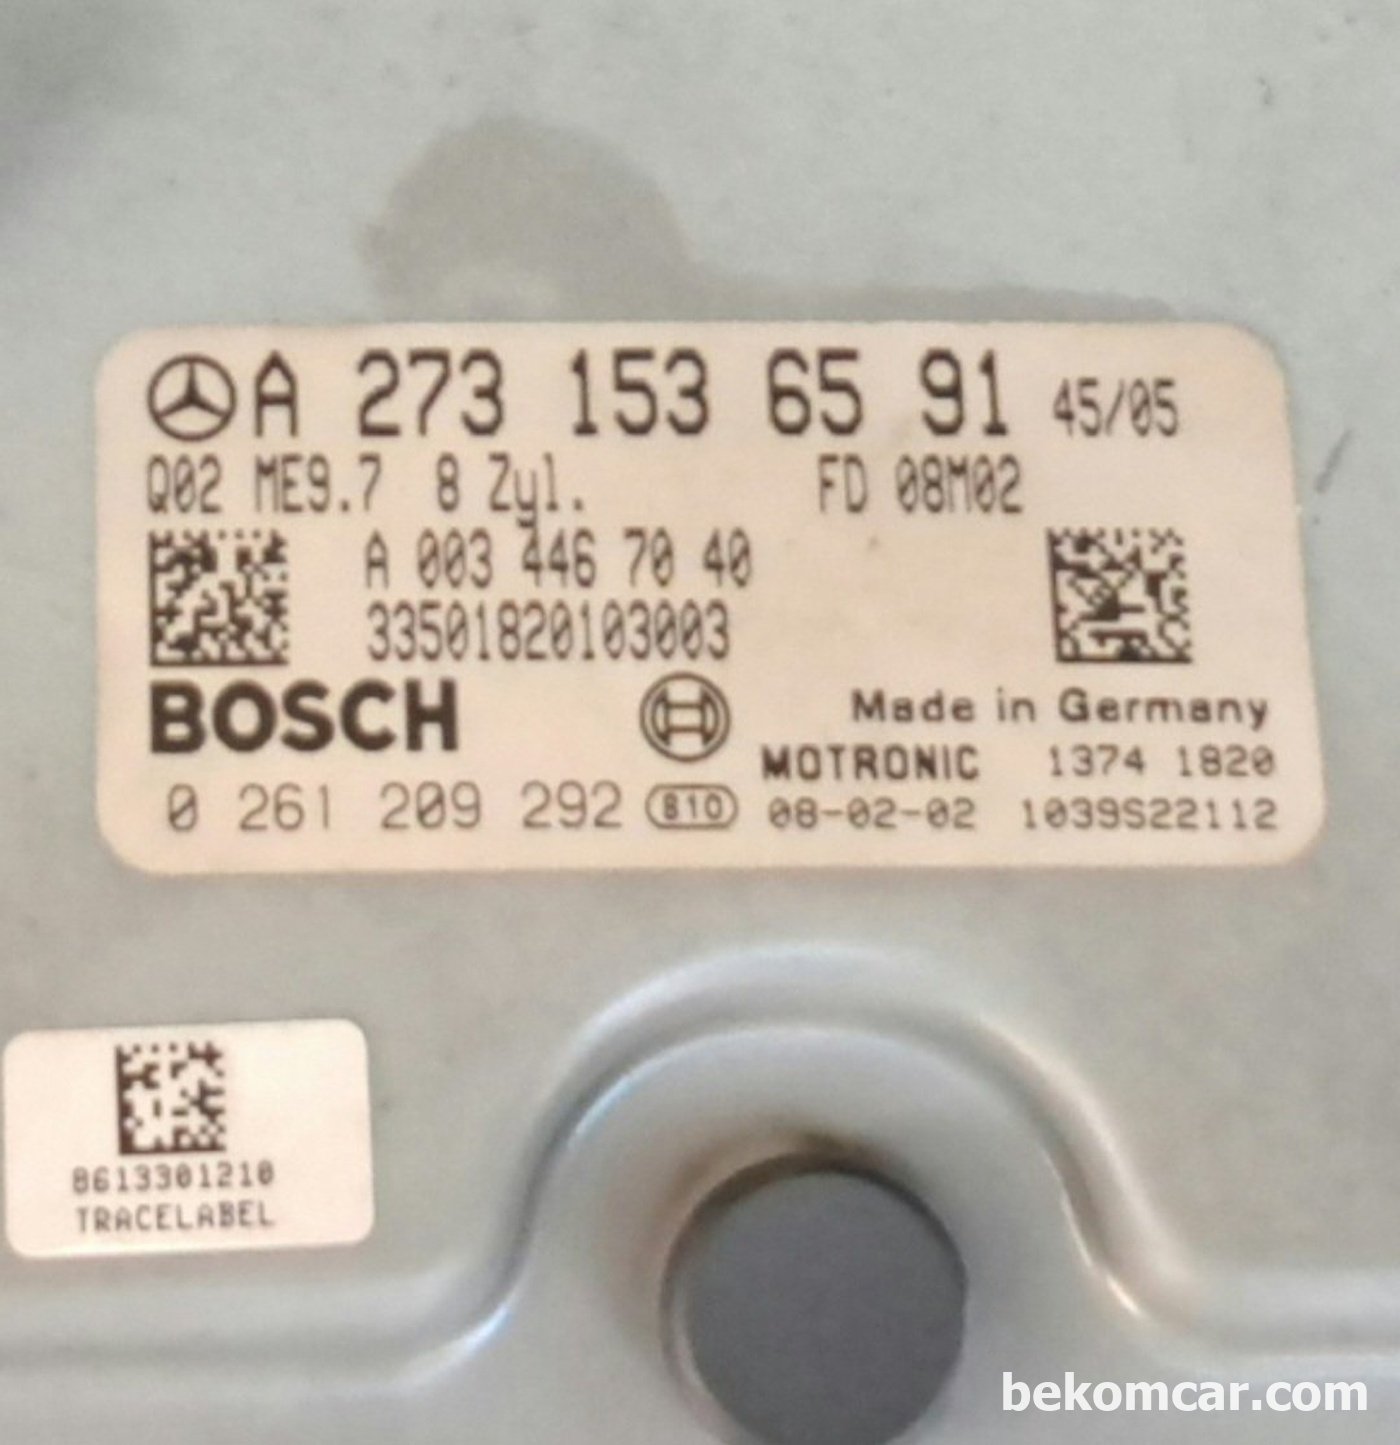 A 273 153 65 91 45/05
Q02 ME9.7 8 Zyl. FD 08M02
A 003 446 70 40
33501820103003
BOSCH
Made in Germany
MOTRONIC 1374 1820
0 261 209 292 810 08-02-02 1039S22112
8613301210
TRACELABEL
bekomcar.com